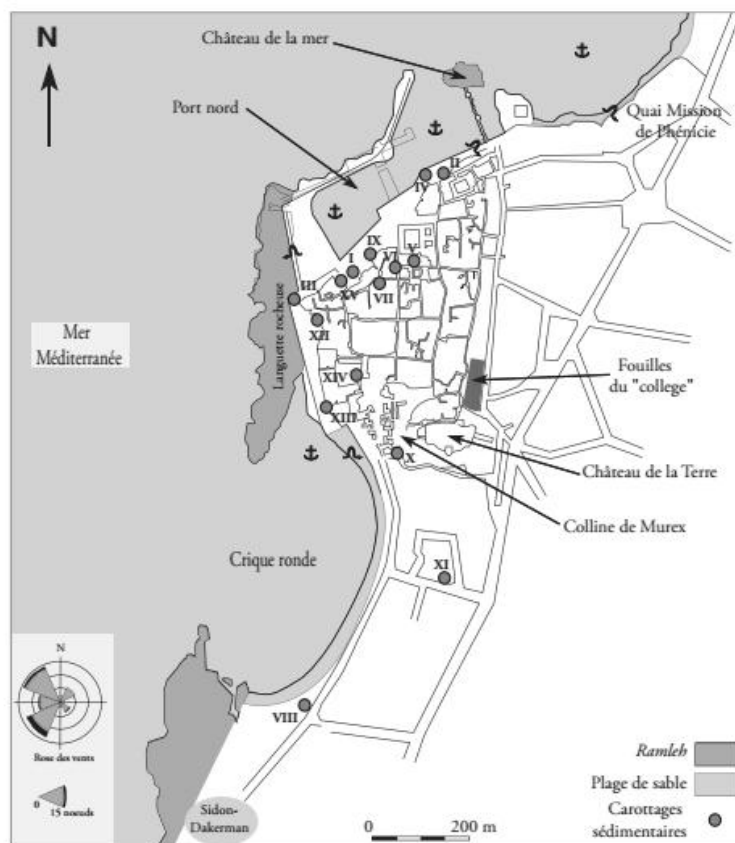 N
Château de la mer
Port nord
Quai Mission
de Phénicie
II
IV
IX
V
VI
I
III
XV
VII
Mer
Méditerranée
Languette rocheuse
XII
Fouilles
du "college"
XIV
XIII
X
Château de la Terre
Colline de Murex
Crique ronde
XI
N
VIII
Rose des vents
0
15 noeuds
Sidon-
Dakerman
0 200 m
Ramleh
Plage de sable
Carottages
sédimentaires